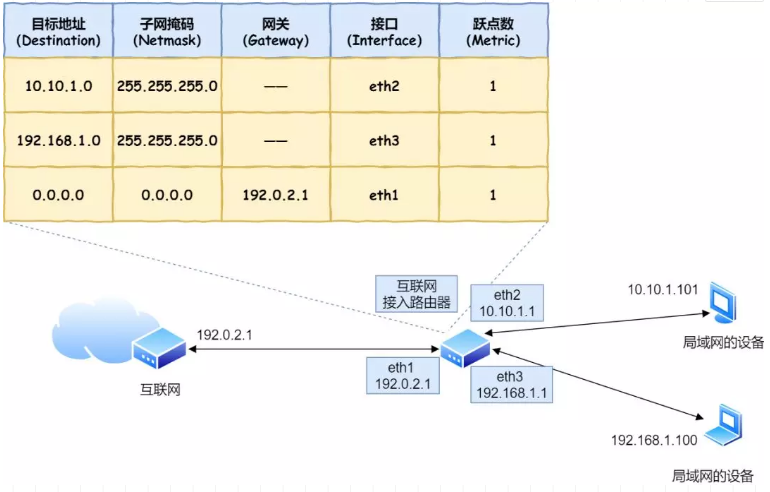 目标地址 子网掩码 网关 接口 跃点数
(Destination) (Netmask) (Gateway) (Interface) (Metric)
10.10.1.0 255.255.255.0 —— eth2 1
192.168.1.0 255.255.255.0 —— eth3 1
0.0.0.0 0.0.0.0 192.0.2.1 eth1 1
互联网
接入路由器
eth2
10.10.1.1
10.10.1.101
局域网的设备
192.0.2.1
互联网
eth1
192.0.2.1
eth3
192.168.1.1
192.168.1.100
局域网的设备